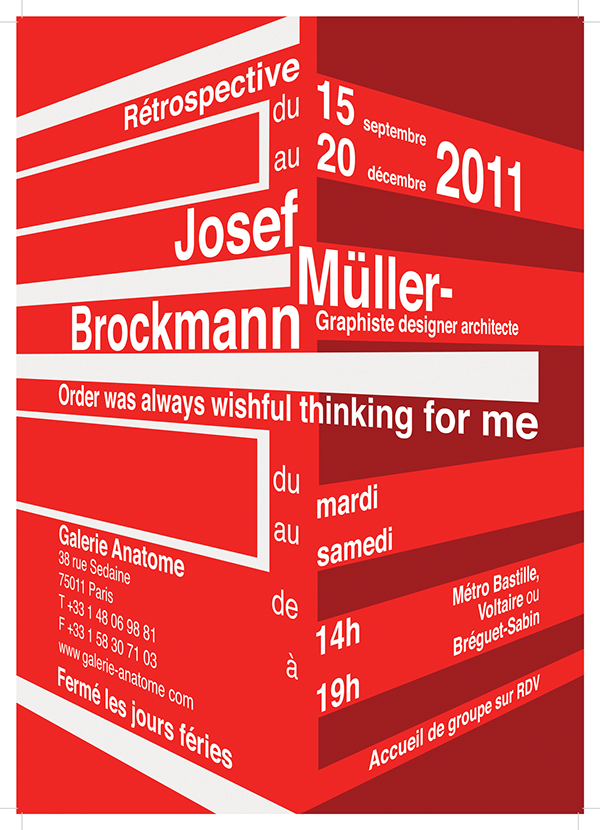 Rétrospective
du 15 septembre
au 20 décembre 2011
Josef
Müller-
Brockmann
Graphiste designer architecte
Order was always wishful thinking for me
du mardi
au samedi
de 14h
à 19h
Galerie Anatome
38 rue Sedaine
75011 Paris
T +33 1 48 06 98 81
F +33 1 58 30 71 03
www.galerie-anatome com
Fermé les jours féries
Métro Bastille,
Voltaire ou
Bréguet-Sabin
Accueil de groupe sur RDV